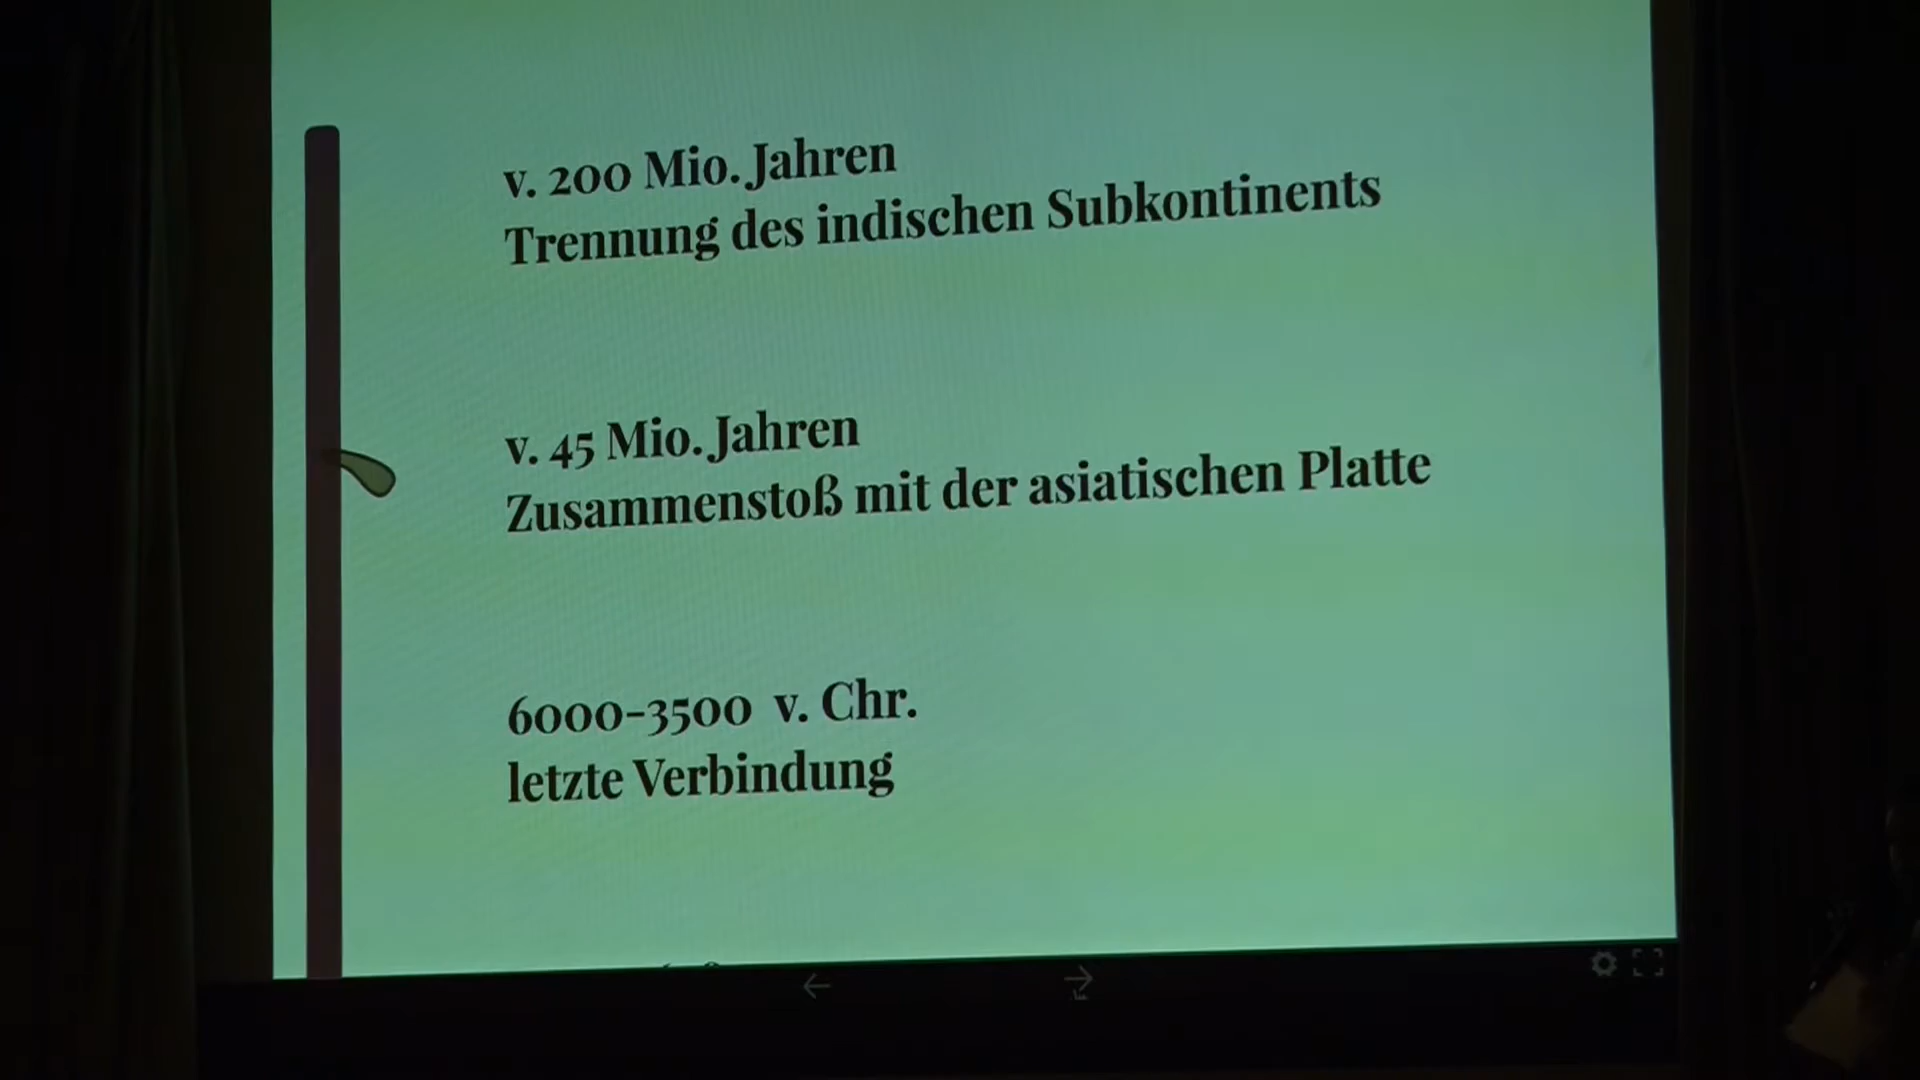 v. 200 Mio. Jahren
Trennung des indischen Subkontinents
v. 45 Mio. Jahren
Zusammenstoß mit der asiatischen Platte
6000-3500 v. Chr.
letzte Verbindung